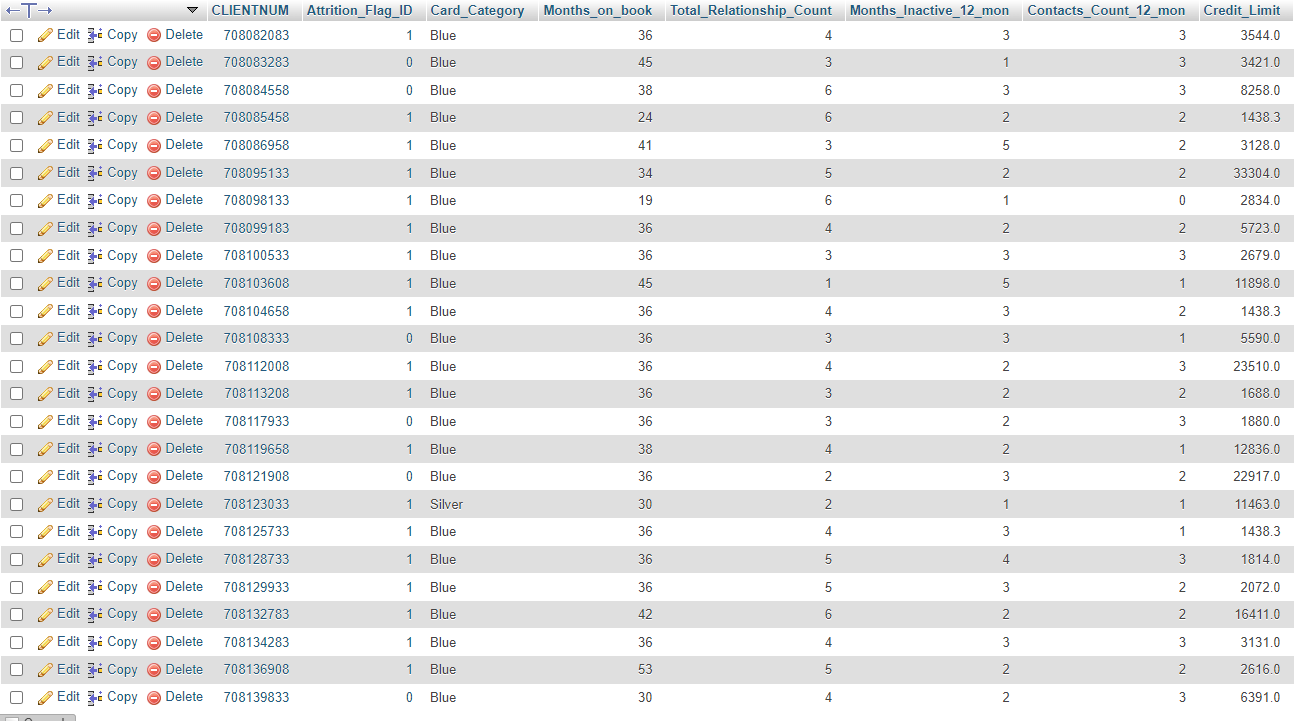 CLIENTNUM Attrition_Flag_ID Card_Category Months_on_book Total_Relationship_Count Months_Inactive_12_mon Contacts_Count_12_mon Credit_Limit
Edit Copy Delete 708082083 1 Blue 36 4 3 3 3544.0
Edit Copy Delete 708083283 0 Blue 45 3 1 3 3421.0
Edit Copy Delete 708084558 0 Blue 38 6 3 3 8258.0
Edit Copy Delete 708085458 1 Blue 24 6 2 2 1438.3
Edit Copy Delete 708086958 1 Blue 41 3 5 2 3128.0
Edit Copy Delete 708095133 1 Blue 34 5 2 2 33304.0
Edit Copy Delete 708098133 1 Blue 19 6 1 0 2834.0
Edit Copy Delete 708099183 1 Blue 36 4 2 2 5723.0
Edit Copy Delete 708100533 1 Blue 36 3 3 3 2679.0
Edit Copy Delete 708103608 1 Blue 45 1 5 1 11898.0
Edit Copy Delete 708104658 1 Blue 36 4 3 2 1438.3
Edit Copy Delete 708108333 0 Blue 36 3 3 1 5590.0
Edit Copy Delete 708112008 1 Blue 36 4 2 3 23510.0
Edit Copy Delete 708113208 1 Blue 36 3 2 2 1688.0
Edit Copy Delete 708117933 0 Blue 36 3 2 3 1880.0
Edit Copy Delete 708119658 1 Blue 38 4 2 1 12836.0
Edit Copy Delete 708121908 0 Blue 36 2 3 2 22917.0
Edit Copy Delete 708123033 1 Silver 30 2 1 1 11463.0
Edit Copy Delete 708125733 1 Blue 36 4 3 1 1438.3
Edit Copy Delete 708128733 1 Blue 36 5 4 3 1814.0
Edit Copy Delete 708129933 1 Blue 36 5 3 2 2072.0
Edit Copy Delete 708132783 1 Blue 42 6 2 2 16411.0
Edit Copy Delete 708134283 1 Blue 36 4 3 3 3131.0
Edit Copy Delete 708136908 1 Blue 53 5 2 2 2616.0
Edit Copy Delete 708139833 0 Blue 30 4 2 3 6391.0